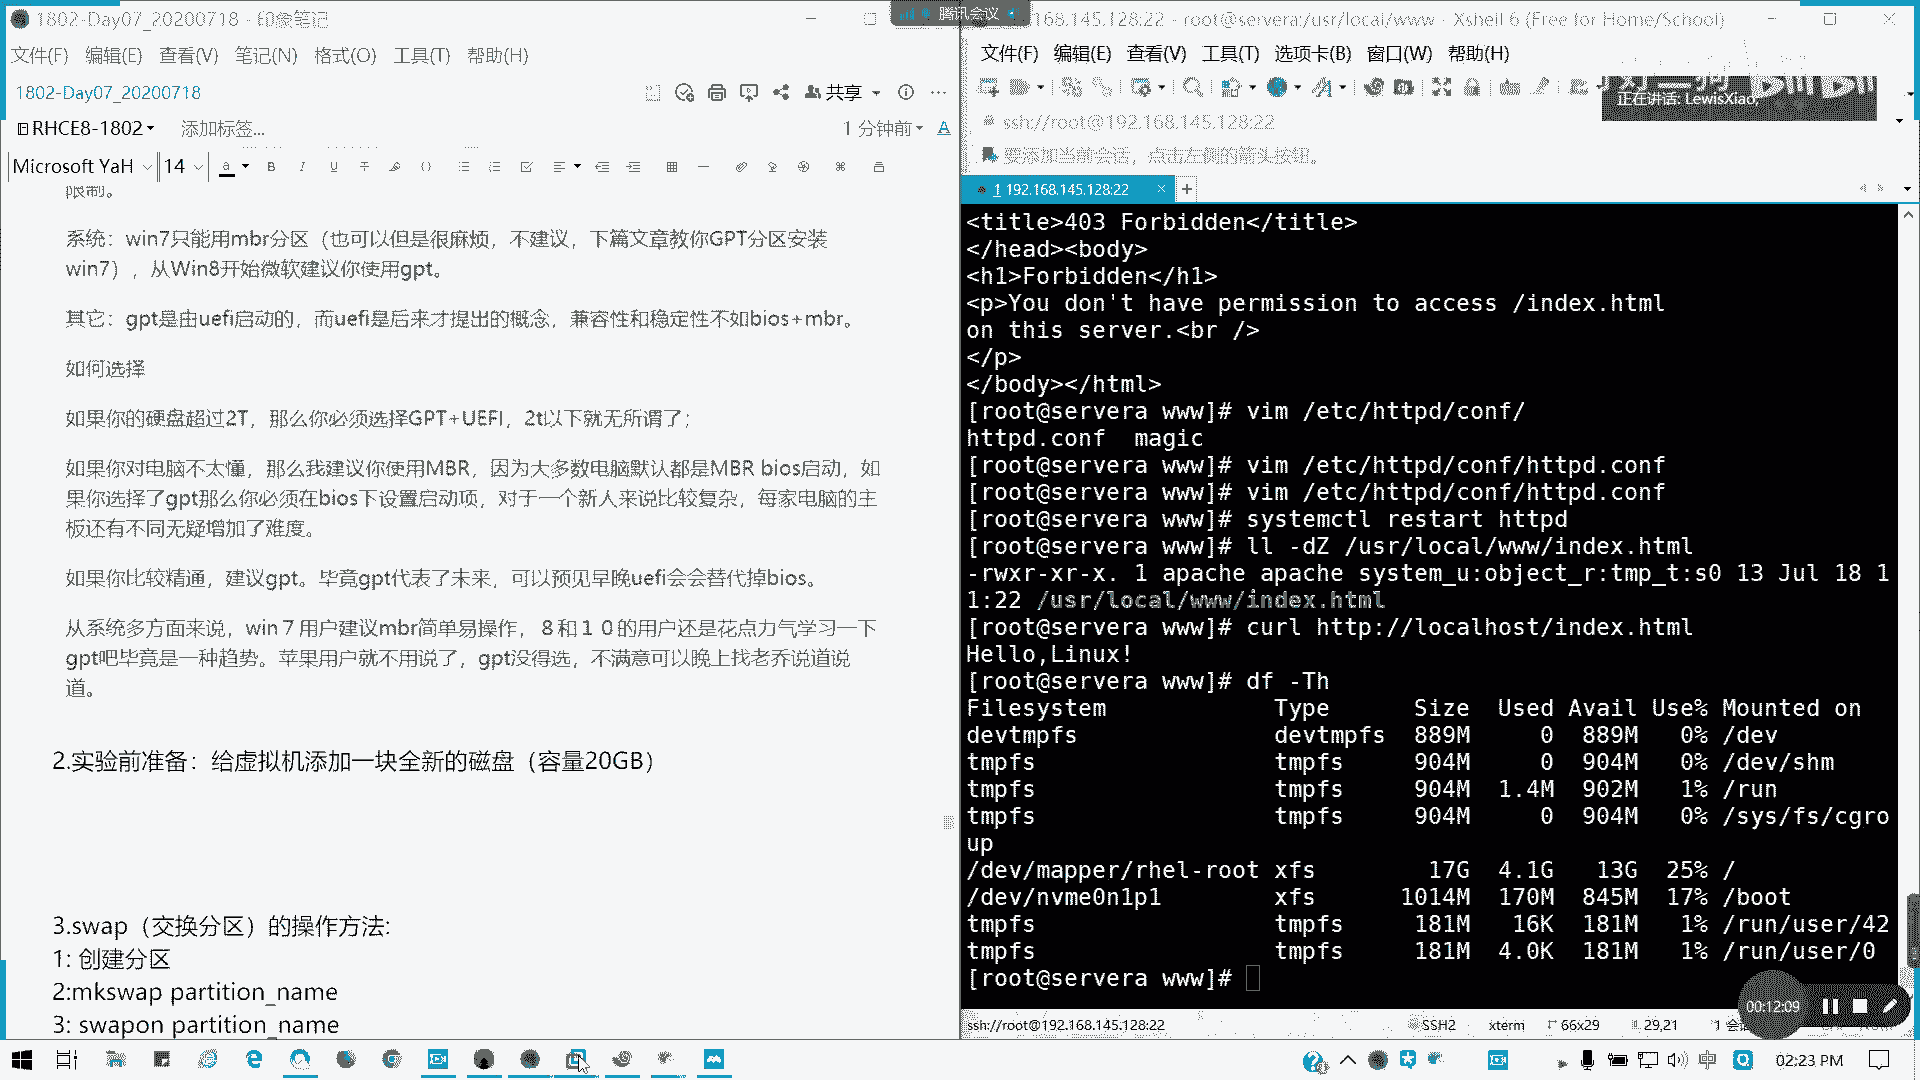 1802-Day07_20200718 - 印象笔记
文件(F) 编辑(E) 查看(V) 笔记(N) 格式(O) 工具(T) 帮助(H)
1802-Day07_20200718
共享
RHCE8-1802
添加标签...
1 分钟前
Microsoft YaH 14
限制。
系统：win7只能用mbr分区（也可以但是很麻烦，不建议，下篇文章教你GPT分区安装
win7），从Win8开始微软建议你使用gpt。
其它：gpt是由uefi启动的，而uefi是后来才提出的概念，兼容性和稳定性不如bios+mbr。
如何选择
如果你的硬盘超过2T，那么你必须选择GPT+UEFI，2t以下就无所谓了；
如果你对电脑不太懂，那么我建议你使用MBR，因为大多数电脑默认都是MBR bios启动，如
果你选择了gpt那么你必须在bios下设置启动项，对于一个新人来说比较复杂，每家电脑的主
板还有不同无疑增加了难度。
如果你比较精通，建议gpt。毕竟gpt代表了未来，可以预见早晚uefi会会替代掉bios。
从系统多方面来说，win７用户建议mbr简单易操作，８和１０的用户还是花点力气学习一下
gpt吧毕竟是一种趋势。苹果用户就不用说了，gpt没得选，不满意可以晚上找老乔说道说
道。
2.实验前准备：给虚拟机添加一块全新的磁盘（容量20GB）
3.swap（交换分区）的操作方法:
1: 创建分区
2:mkswap partition_name
3: swapon partition_name
腾讯会议
168.145.128:22 - root@servera:/usr/local/www - Xshell 6 (Free for Home/School)
文件(F) 编辑(E) 查看(V) 工具(T) 选项卡(B) 窗口(W) 帮助(H)
正在讲话: LewisXiao;
ssh://root@192.168.145.128:22
要添加当前会话，点击左侧的箭头按钮。
1 192.168.145.128:22
<title>403 Forbidden</title>
</head><body>
<h1>Forbidden</h1>
<p>You don't have permission to access /index.html
on this server.<br />
</p>
</body></html>
[root@servera www]# vim /etc/httpd/conf/
httpd.conf  magic
[root@servera www]# vim /etc/httpd/conf/httpd.conf
[root@servera www]# vim /etc/httpd/conf/httpd.conf
[root@servera www]# systemctl restart httpd
[root@servera www]# ll -dZ /usr/local/www/index.html
-rwxr-xr-x. 1 apache apache system_u:object_r:tmp_t:s0 13 Jul 18 1
1:22 /usr/local/www/index.html
[root@servera www]# curl http://localhost/index.html
Hello,Linux!
[root@servera www]# df -Th
Filesystem            Type      Size  Used Avail Use% Mounted on
devtmpfs              devtmpfs  889M     0  889M   0% /dev
tmpfs                 tmpfs     904M     0  904M   0% /dev/shm
tmpfs                 tmpfs     904M  1.4M  902M   1% /run
tmpfs                 tmpfs     904M     0  904M   0% /sys/fs/cgro
up
/dev/mapper/rhel-root xfs        17G  4.1G   13G  25% /
/dev/nvme0n1p1        xfs      1014M  170M  845M  17% /boot
tmpfs                 tmpfs     181M   16K  181M   1% /run/user/42
tmpfs                 tmpfs     181M  4.0K  181M   1% /run/user/0
[root@servera www]#
00:12:09
ssh://root@192.168.145.128:22 SSH2 xterm 66x29 29,21
中
02:23 PM